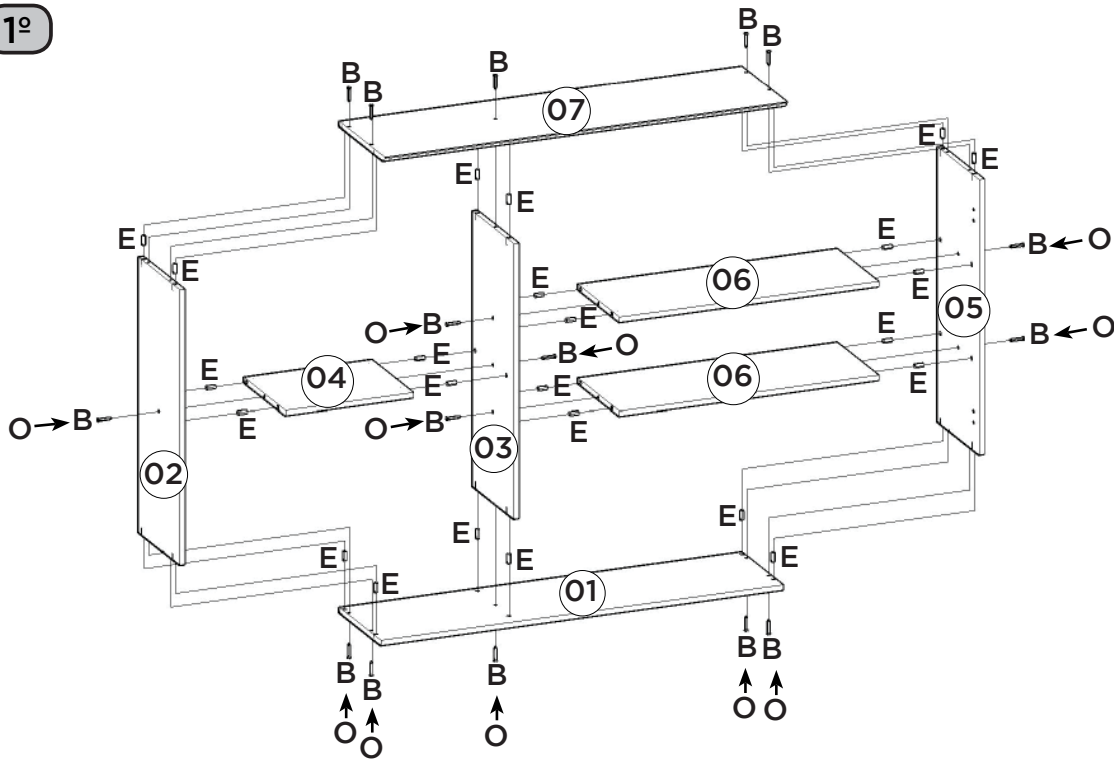 1º
B B
B B B
07
E E
E E
E E
E E
B O
06
E E E
05
O B
E B O
E B O
04 E E 06 E
E E
O B E O B E
02 03
E E
E E E E
01
B B B B B
O O O O O